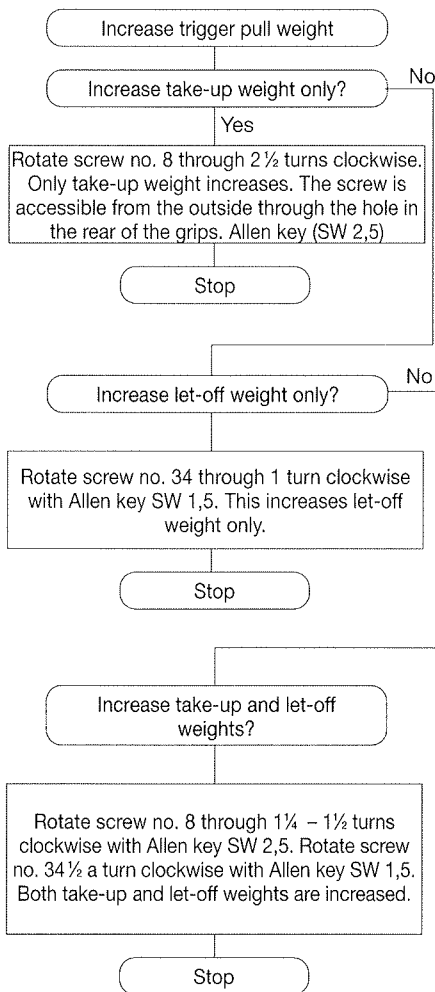 Increase trigger pull weight
Increase take-up weight only?
No
Yes
Rotate screw no. 8 through 2½ turns clockwise.
Only take-up weight increases. The screw is
accessible from the outside through the hole in
the rear of the grips. Allen key (SW 2,5)
Stop
Increase let-off weight only?
No
Rotate screw no. 34 through 1 turn clockwise
with Allen key SW 1,5. This increases let-off
weight only.
Stop
Increase take-up and let-off
weights?
Rotate screw no. 8 through 1¼ – 1½ turns
clockwise with Allen key SW 2,5. Rotate screw
no. 34 ½ a turn clockwise with Allen key SW 1,5.
Both take-up and let-off weights are increased.
Stop